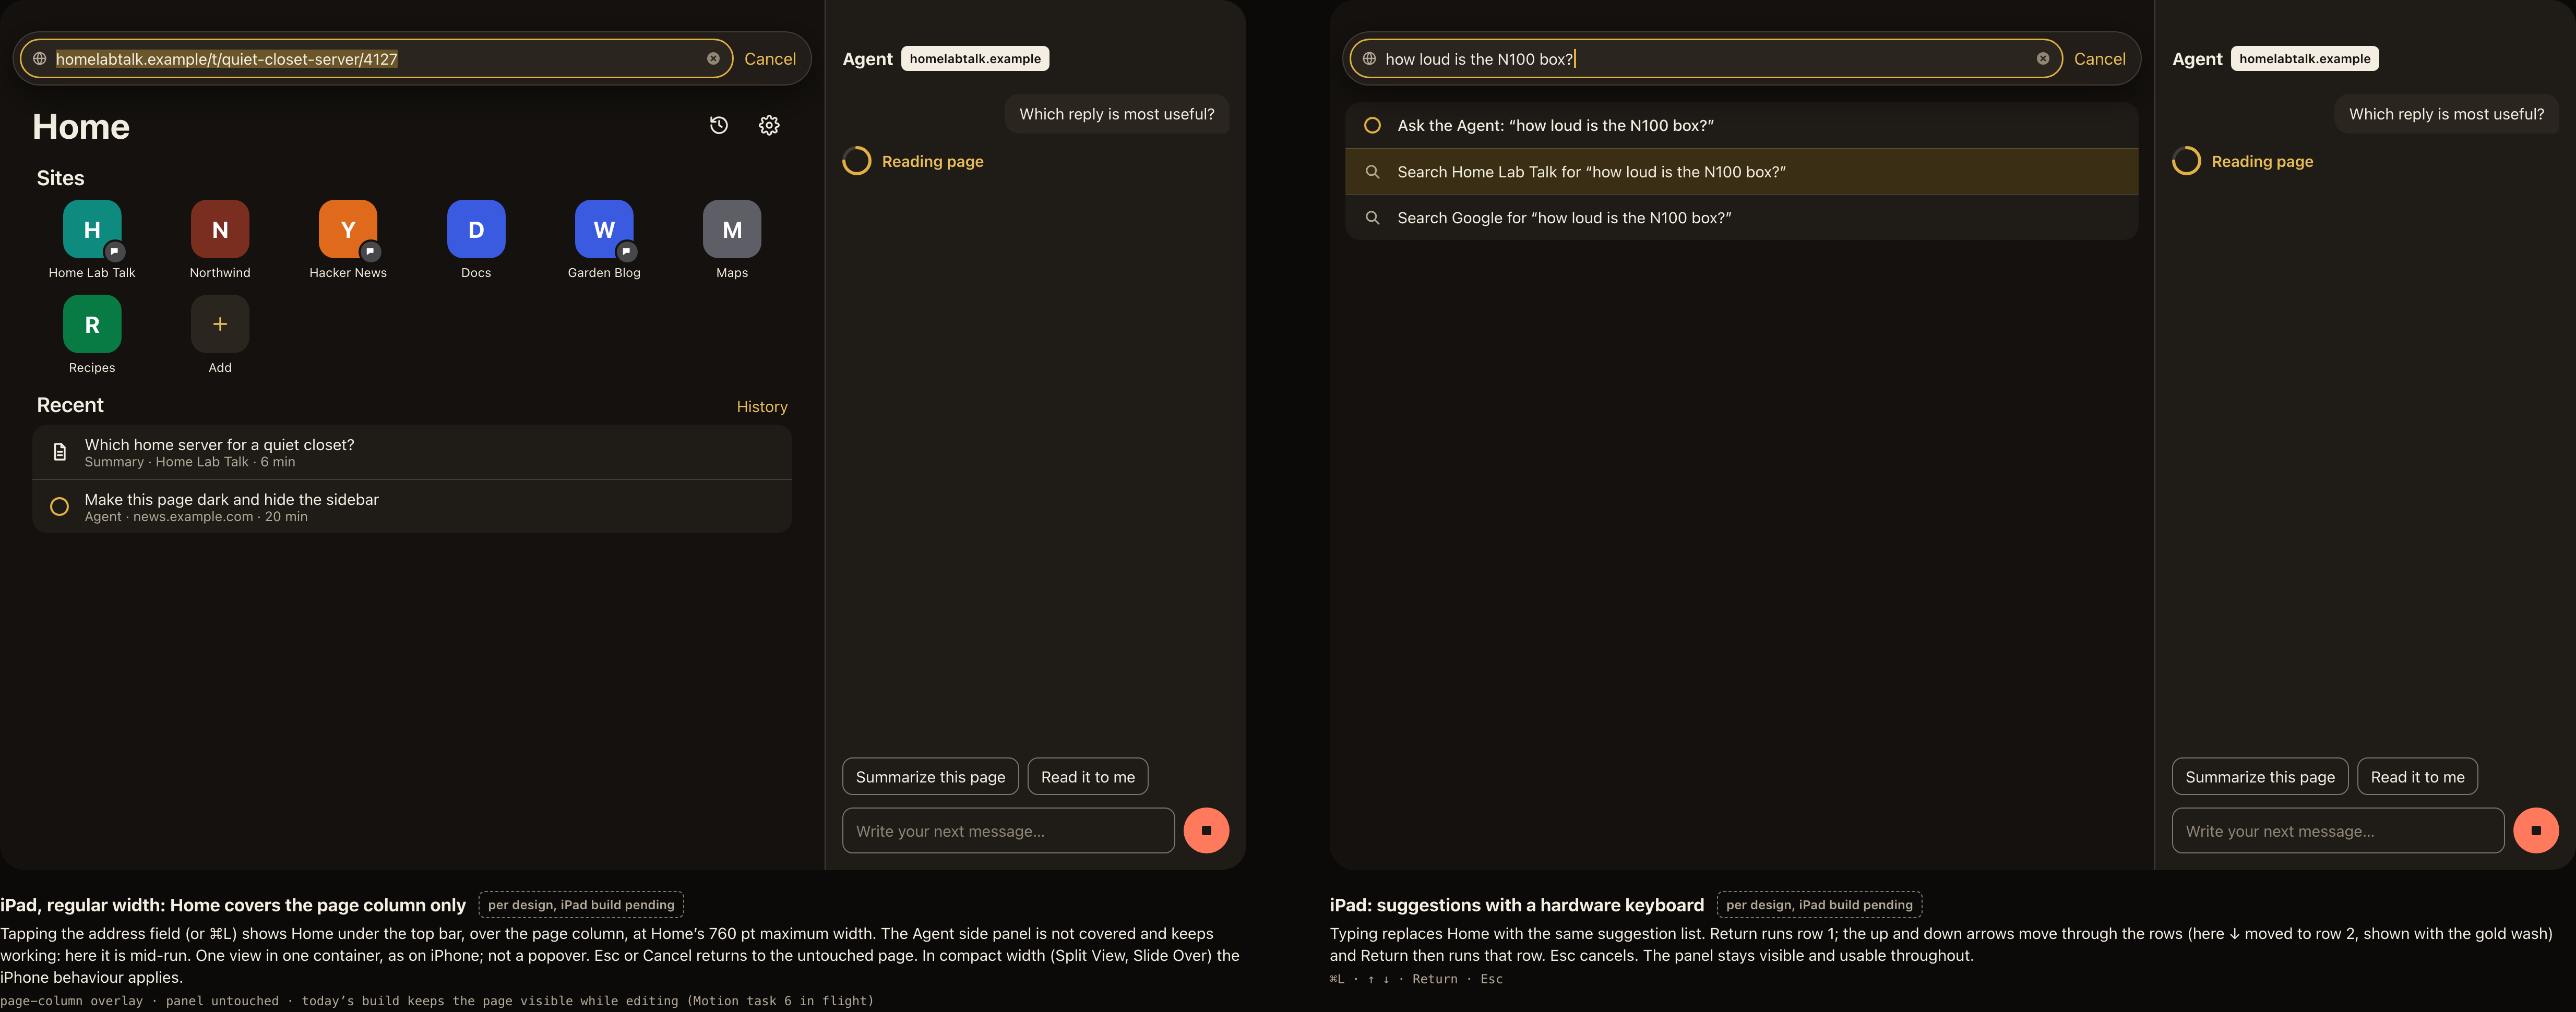 homelabtalk.example/t/quiet-closet-server/4127
Cancel
Home
Sites
H
N
Y
D
W
M
Home Lab Talk
Northwind
Hacker News
Docs
Garden Blog
Maps
R
+
Recipes
Add
Recent
History
Which home server for a quiet closet?
Summary · Home Lab Talk · 6 min
Make this page dark and hide the sidebar
Agent · news.example.com · 20 min
Agent
homelabtalk.example
Which reply is most useful?
Reading page
Summarize this page
Read it to me
Write your next message...
iPad, regular width: Home covers the page column only
per design, iPad build pending
Tapping the address field (or ⌘L) shows Home under the top bar, over the page column, at Home’s 760 pt maximum width. The Agent side panel is not covered and keeps
working: here it is mid-run. One view in one container, as on iPhone; not a popover. Esc or Cancel returns to the untouched page. In compact width (Split View, Slide Over) the
iPhone behaviour applies.
page-column overlay · panel untouched · today’s build keeps the page visible while editing (Motion task 6 in flight)
how loud is the N100 box?
Cancel
Ask the Agent: “how loud is the N100 box?”
Search Home Lab Talk for “how loud is the N100 box?”
Search Google for “how loud is the N100 box?”
Agent
homelabtalk.example
Which reply is most useful?
Reading page
Summarize this page
Read it to me
Write your next message...
iPad: suggestions with a hardware keyboard
per design, iPad build pending
Typing replaces Home with the same suggestion list. Return runs row 1; the up and down arrows move through the rows (here ↓ moved to row 2, shown with the gold wash)
and Return then runs that row. Esc cancels. The panel stays visible and usable throughout.
⌘L · ↑ ↓ · Return · Esc